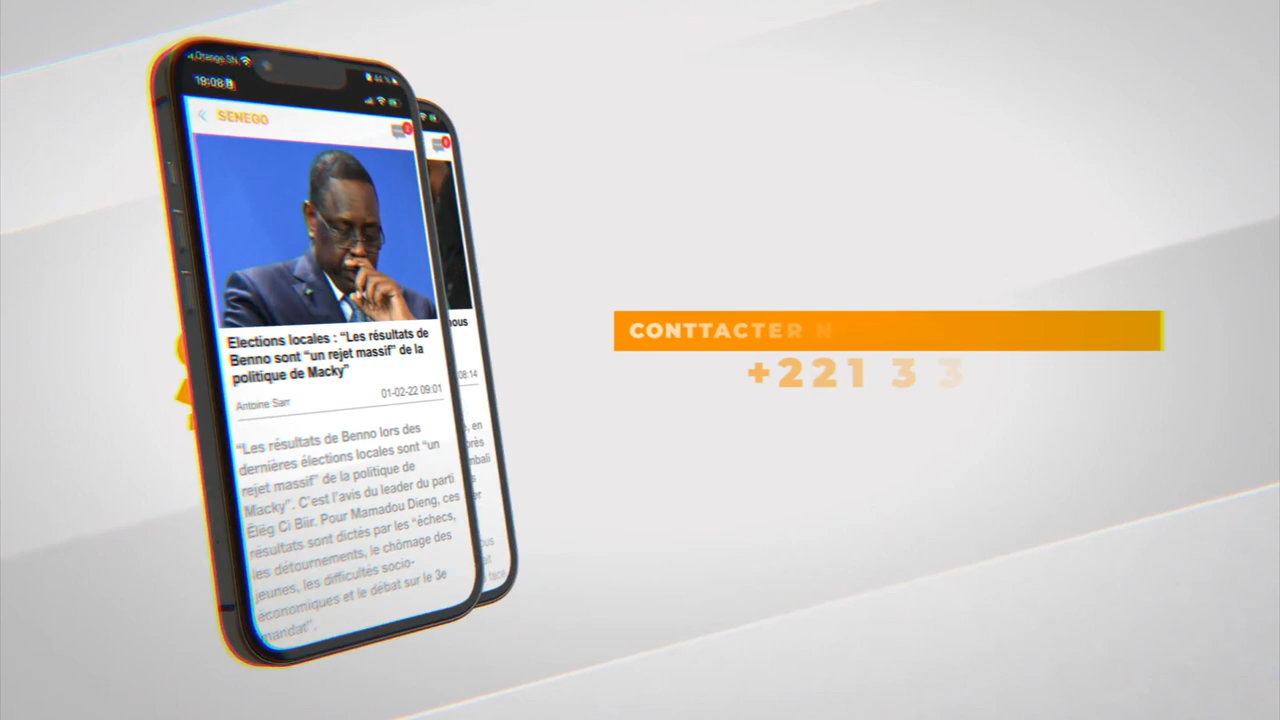 Orange.SN
19:08
SENEGO
Elections locales : “Les résultats de
Benno sont “un rejet massif” de la
politique de Macky”
Antoine Sarr 01-02-22 09:01
“Les résultats de Benno lors des
dernières élections locales sont “un
rejet massif” de la politique de
Macky”. C’est l’avis du leader du parti
Élëg Ci Biir. Pour Mamadou Dieng, ces
résultats sont dictés par les “échecs,
les détournements, le chômage des
jeunes, les difficultés socio-
économiques et le débat sur le 3e
mandat”.
08:14
, en
CONTTACTER N
+221 3 3